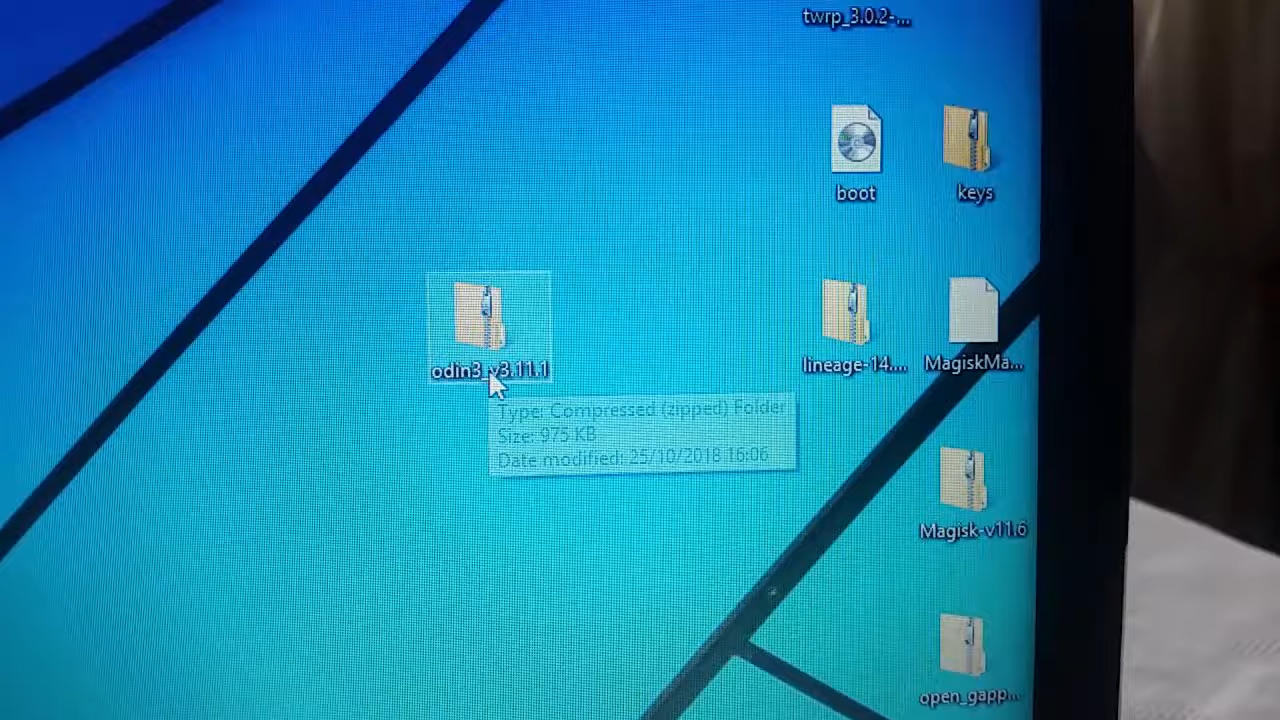 twrp_3.0.2-...
boot
keys
odin3_v3.11.1
Type: Compressed (zipped) Folder
Size: 975 KB
Date modified: 25/10/2018 16:06
lineage-14....
MagiskMa...
Magisk-v11.6
open_gapp...